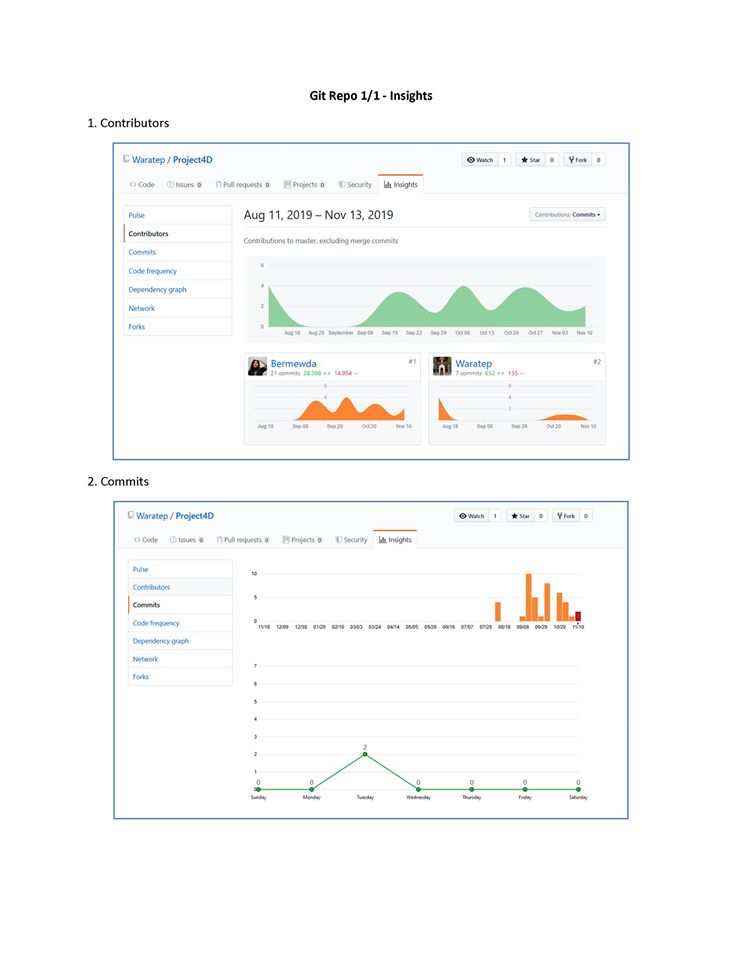 Git Repo 1/1 - Insights
1. Contributors
Waratep / Project4D
Watch 1 Star 0 Fork 0
Code Issues 0 Pull requests 0 Projects 0 Security Insights
Pulse
Contributors
Commits
Code frequency
Dependency graph
Network
Forks
Aug 11, 2019 – Nov 13, 2019
Contributions: Commits
Contributions to master, excluding merge commits
6
4
2
0
Aug 18 Aug 25 September Sep 08 Sep 15 Sep 22 Sep 29 Oct 06 Oct 13 Oct 20 Oct 27 Nov 03 Nov 10
Bermewda #1
21 commits 28,388 ++ 14,954 --
6
4
Aug 18 Sep 08 Sep 29 Oct 20 Nov 10
Waratep #2
7 commits 652 ++ 135 --
6
4
2
Aug 18 Sep 08 Sep 29 Oct 20 Nov 10
2. Commits
Waratep / Project4D
Watch 1 Star 0 Fork 0
Code Issues 0 Pull requests 0 Projects 0 Security Insights
Pulse
Contributors
Commits
Code frequency
Dependency graph
Network
Forks
10
5
0
11/18 12/09 12/30 01/20 02/10 03/03 03/24 04/14 05/05 05/26 06/16 07/07 07/28 08/18 09/08 09/29 10/20 11/10
7
6
5
4
3
2
1
0
0 0 2 0 0 0 0
Sunday Monday Tuesday Wednesday Thursday Friday Saturday